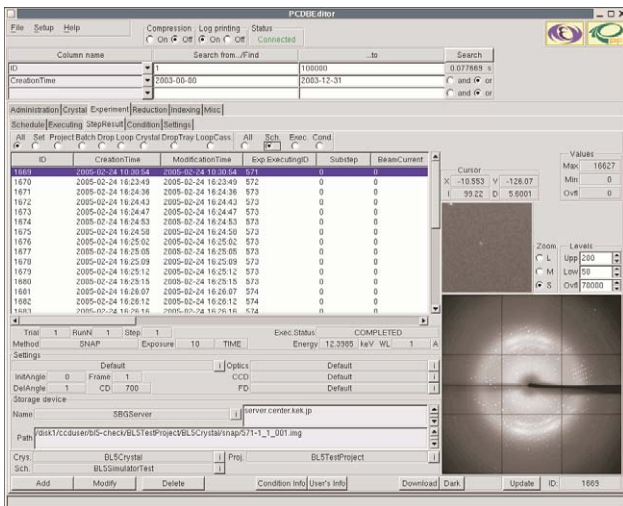 PCDBEditor
File Setup Help
Compression Log printing Status
On Off On Off Connected
Column name Search from../Find ...to Search
ID 1 100000 0.077669 s
CreationTime 2003-00-00 2003-12-31 and or
and or
Administration Crystal Experiment Reduction Indexing Misc
Schedule Executing StepResult Condition Settings
All Set Project Batch Drop Loop Crystal DropTray LoopCass. All Sch. Exec. Cond.
ID CreationTime ModificationTime Exp.ExecutingID Substep BeamCurrent
1669 2005-02-24 10:30:54 2005-02-24 10:30:54 571 0 0
1670 2005-02-24 16:23:49 2005-02-24 16:23:49 572 0 0
1671 2005-02-24 16:24:36 2005-02-24 16:24:36 573 0 0
1672 2005-02-24 16:24:43 2005-02-24 16:24:43 573 0 0
1673 2005-02-24 16:24:47 2005-02-24 16:24:47 573 0 0
1674 2005-02-24 16:24:53 2005-02-24 16:24:53 573 0 0
1675 2005-02-24 16:24:58 2005-02-24 16:24:58 573 0 0
1676 2005-02-24 16:25:02 2005-02-24 16:25:02 573 0 0
1677 2005-02-24 16:25:05 2005-02-24 16:25:05 573 0 0
1678 2005-02-24 16:25:09 2005-02-24 16:25:09 573 0 0
1679 2005-02-24 16:25:12 2005-02-24 16:25:12 573 0 0
1680 2005-02-24 16:25:15 2005-02-24 16:25:15 573 0 0
1681 2005-02-24 16:26:07 2005-02-24 16:26:07 574 0 0
1682 2005-02-24 16:26:12 2005-02-24 16:26:12 574 0 0
1683 2005-02-24 16:26:16 2005-02-24 16:26:16 574 0 0
Values
Max 16627
Min 0
Ovfl 0
Cursor
X -10.553 Y -126.07
I 99.22 D 5.6001
Zoom Levels
L Upp 200
M Low 50
S Ovfl 70000
Trial 1 RunN 1 Step 1 Exec.Status COMPLETED
Method SNAP Exposure 10 TIME Energy 12.3985 keV WL 1 A
Settings
Default i Optics Default i
InitAngle 0 Frame 1 CCD Default i
DelAngle 1 CD 700 FD Default i
Storage device
Name SBGServer i server.center.kek.jp
Path /disk1/ccduser/bl5-check/BL5TestProject/BL5Crystal/snap/571-1_1_001.img
Crys. BL5Crystal i Proj. BL5TestProject i
Sch. BL5SimulatorTest i
Add Modify Delete Condition Info User's Info Download Dark Update ID: 1669